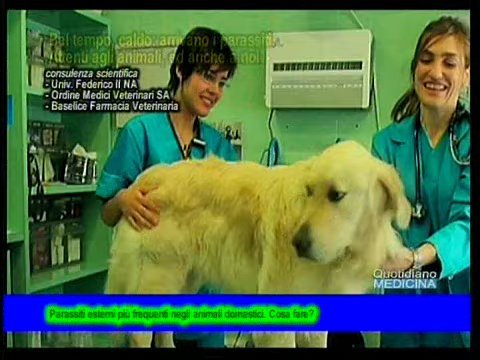 Bel tempo, caldo: arrivano i parassiti.
Attenti agli animali, ed anche a noi!
consulenza scientifica
- Univ. Federico II NA
- Ordine Medici Veterinari SA
- Baselice Farmacia Veterinaria
Quotidiano
MEDICINA
Parassiti esterni più frequenti negli animali domestici. Cosa fare?